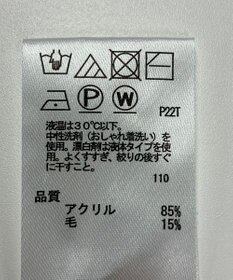 P W
P22T
液温は30℃以下。
中性洗剤(おしゃれ着洗い)を
使用。漂白剤は液体タイプを使
用。よくすすぎ、絞りの後すぐ
に干すこと。
110
品質
アクリル 85%
毛 15%